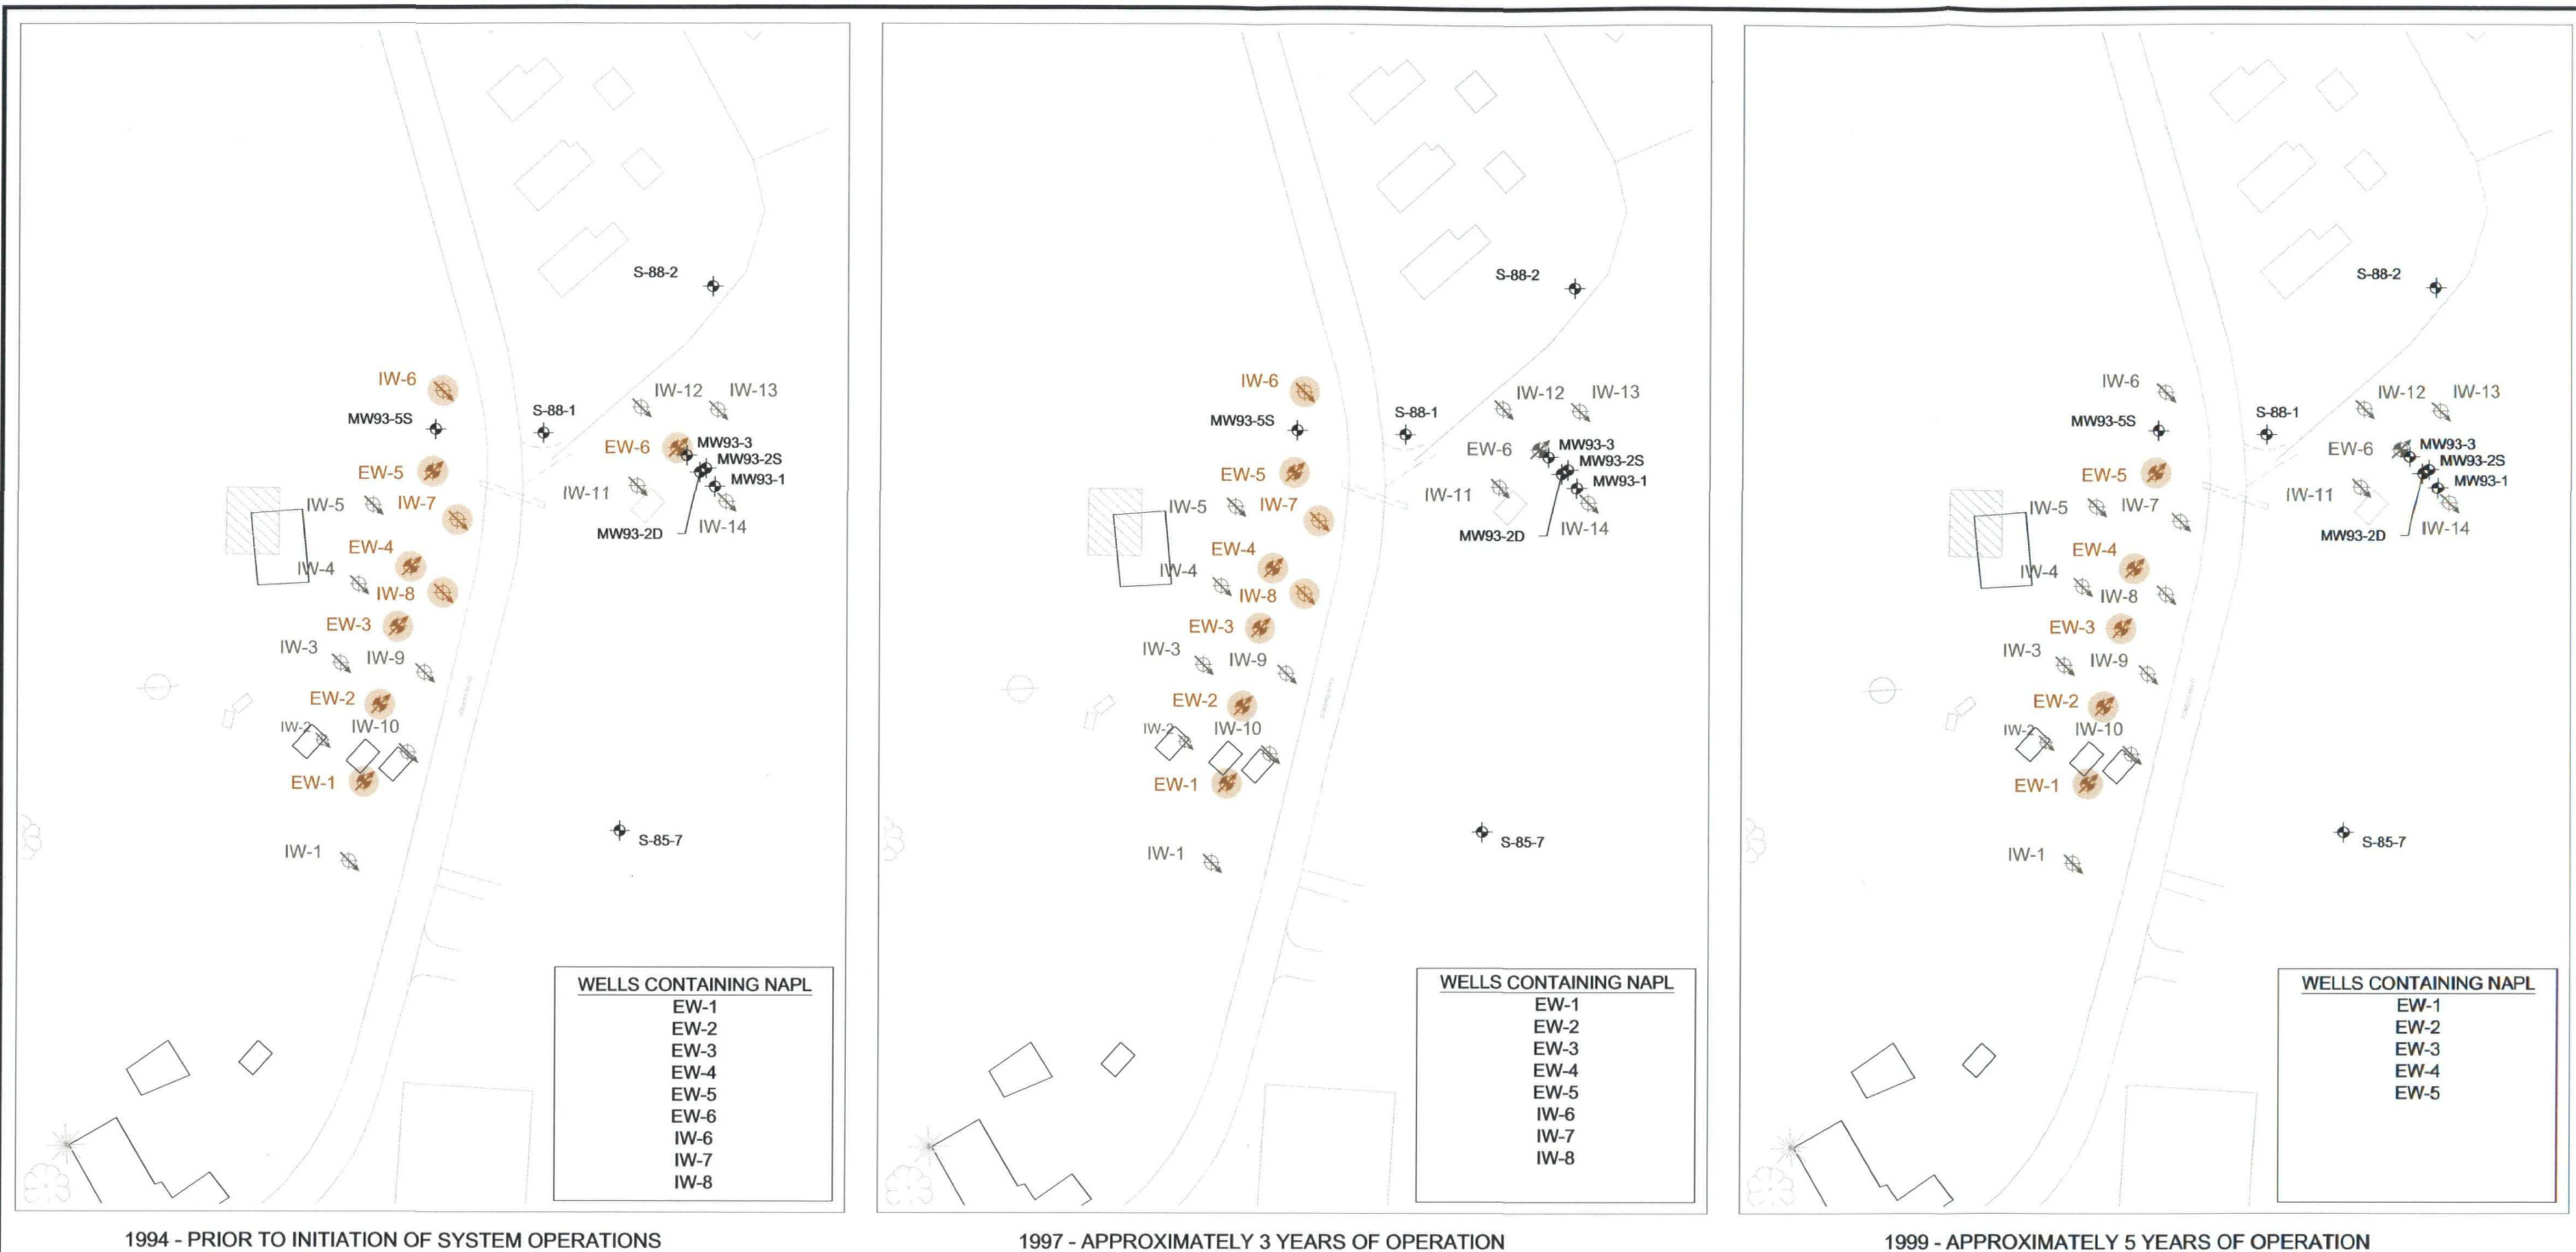 S-88-2
IW-6
IW-12
IW-13
MW93-5S
S-88-1
EW-6
MW93-3
MW93-2S
EW-5
MW93-1
IW-11
IW-5
IW-7
IW-14
MW93-2D
EW-4
IW-4
IW-8
EW-3
IW-3
IW-9
EW-2
IW-2
IW-10
EW-1
S-85-7
IW-1
WELLS CONTAINING NAPL
EW-1
EW-2
EW-3
EW-4
EW-5
EW-6
IW-6
IW-7
IW-8
1994 - PRIOR TO INITIATION OF SYSTEM OPERATIONS
S-88-2
IW-6
IW-12
IW-13
MW93-5S
S-88-1
EW-6
MW93-3
MW93-2S
EW-5
MW93-1
IW-11
IW-5
IW-7
IW-14
MW93-2D
EW-4
IW-4
IW-8
EW-3
IW-3
IW-9
EW-2
IW-2
IW-10
EW-1
S-85-7
IW-1
WELLS CONTAINING NAPL
EW-1
EW-2
EW-3
EW-4
EW-5
IW-6
IW-7
IW-8
1997 - APPROXIMATELY 3 YEARS OF OPERATION
S-88-2
IW-6
IW-12
IW-13
MW93-5S
S-88-1
EW-6
MW93-3
MW93-2S
EW-5
MW93-1
IW-11
IW-5
IW-7
IW-14
MW93-2D
EW-4
IW-4
IW-8
EW-3
IW-3
IW-9
EW-2
IW-2
IW-10
EW-1
S-85-7
IW-1
WELLS CONTAINING NAPL
EW-1
EW-2
EW-3
EW-4
EW-5
1999 - APPROXIMATELY 5 YEARS OF OPERATION